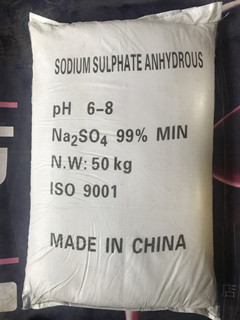 SODIUM SULPHATE ANHYDROUS
pH 6-8
Na₂SO₄ 99% MIN
N.W: 50 kg
ISO 9001
MADE IN CHINA